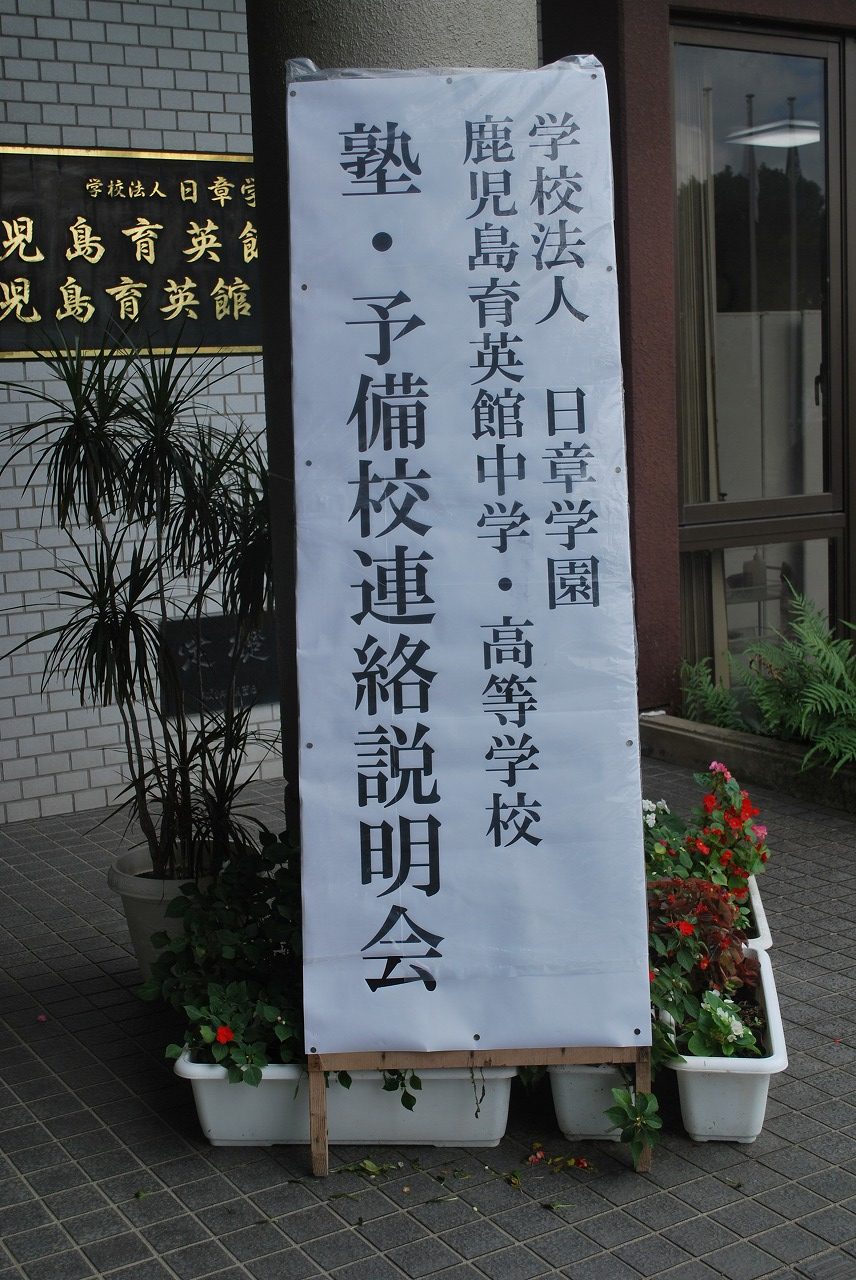 学校法人 日章学園
鹿児島育英館中学・高等学校
塾・予備校連絡説明会
学校法人 日章学
児島育英館
児島育英館